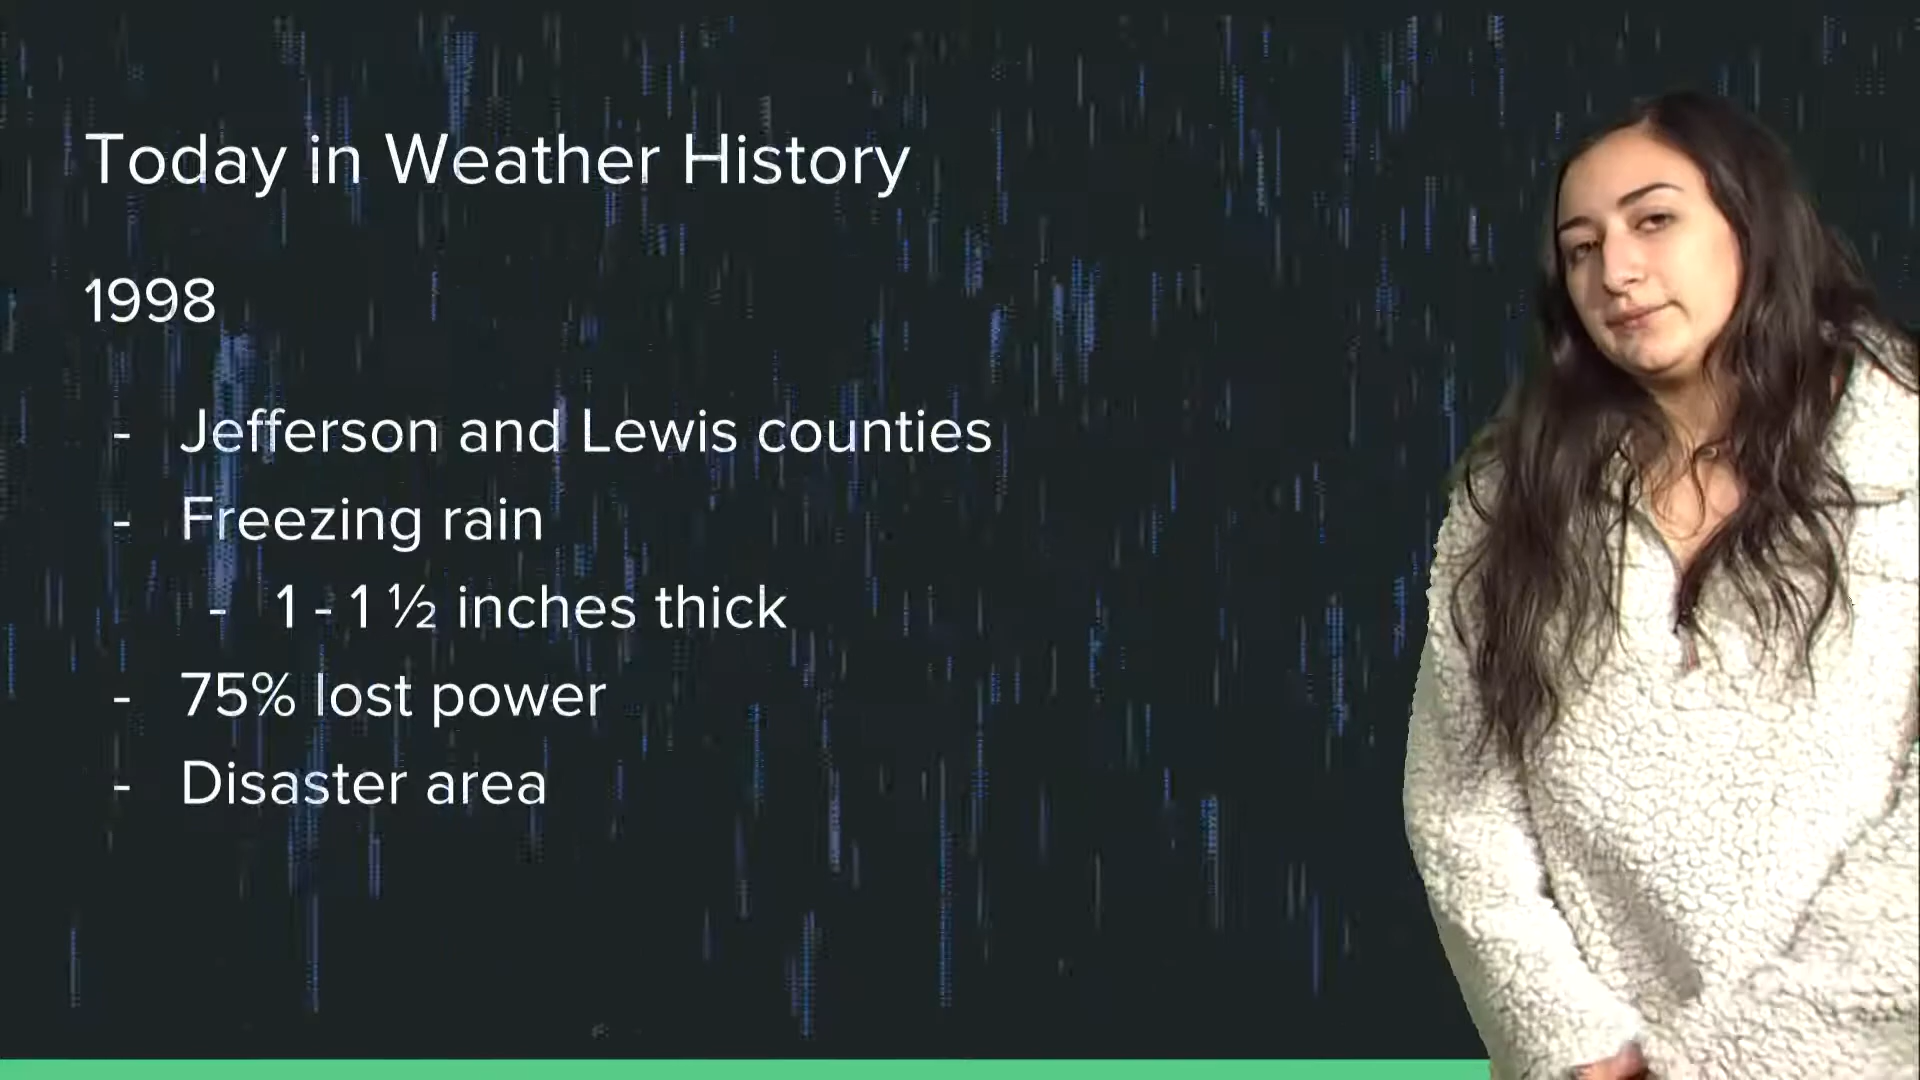 Today in Weather History
1998
- Jefferson and Lewis counties
- Freezing rain
- 1 - 1 ½ inches thick
- 75% lost power
- Disaster area